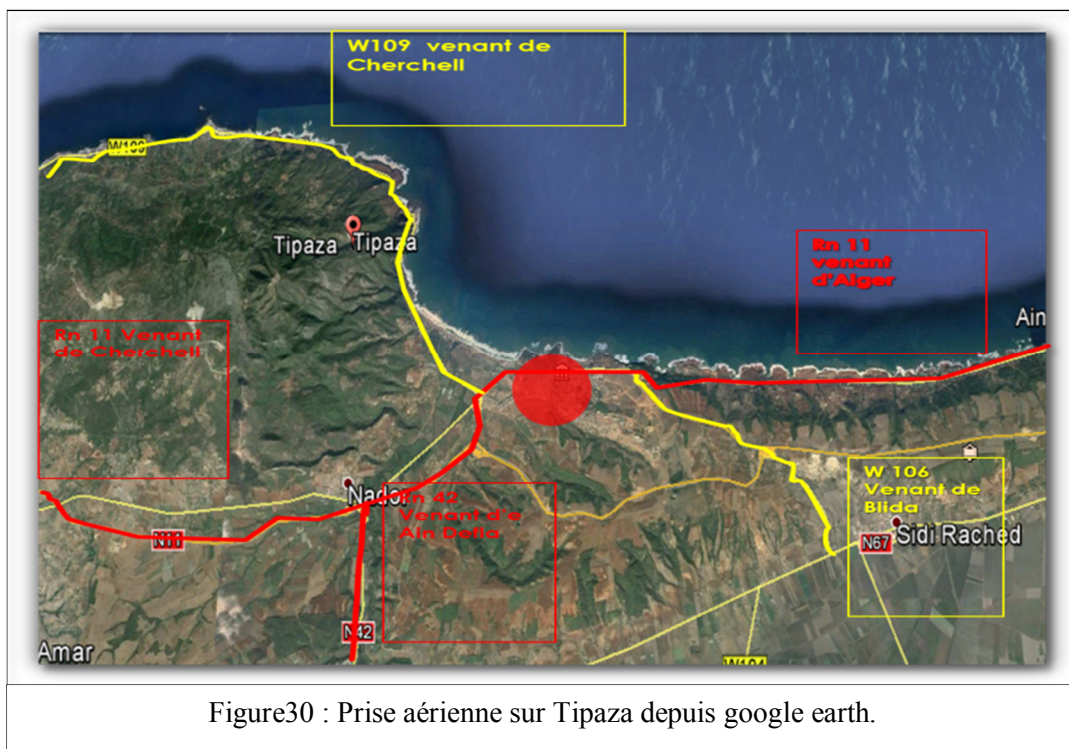 W109 venant de
Cherchell
W109
Tipaza Tipaza
Rn 11
venant
d'Alger
Ain
Rn 11 Venant
de Cherchell
W 106
Venant de
Blida
Nador
Rn 42
Venant d'e
Ain Defla
Sidi Rached
N67
N11
N42
Amar
W104
Figure30 : Prise aérienne sur Tipaza depuis google earth.